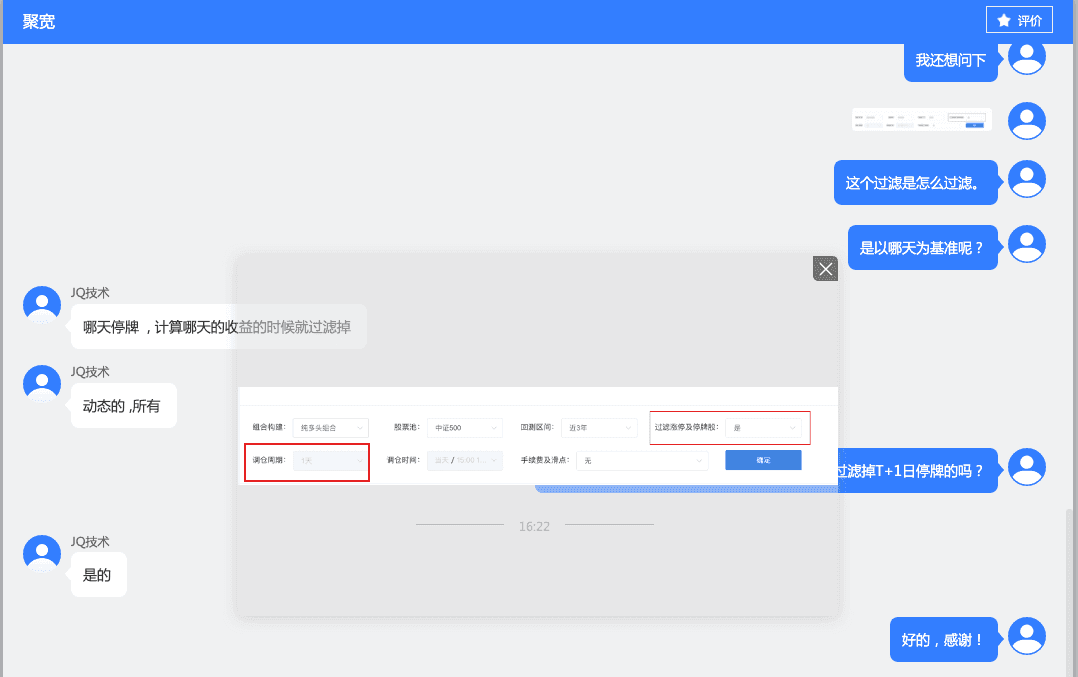 聚宽
评价
我还想问下
这个过滤是怎么过滤。
是以哪天为基准呢？
JQ技术
哪天停牌 ，计算哪天的收益的时候就过滤掉
JQ技术
动态的 ,所有
组合构建： 纯多头组合 股票池： 中证500 回测区间： 近3年 过滤涨停及停牌股： 是
调仓周期： 1天 调仓时间： 当天 / 15:00 1... 手续费及滑点： 无 确定
过滤掉T+1日停牌的吗？
16:22
JQ技术
是的
好的，感谢！